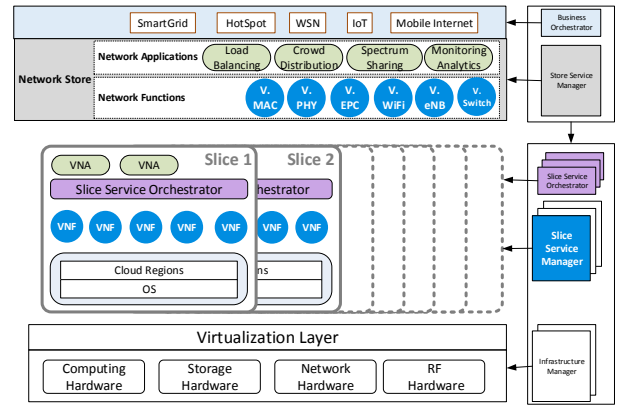 SmartGrid HotSpot WSN IoT Mobile Internet
Business
Orchestrator
Network Store
Network Applications
Load
Balancing
Crowd
Distribution
Spectrum
Sharing
Monitoring
Analytics
Network Functions
V.
MAC
V.
PHY
V.
EPC
V.
WiFi
V.
eNB
V.
Switch
Store Service
Manager
Slice 1
Slice 2
VNA VNA
Slice Service Orchestrator
hestrator
VNF VNF VNF VNF VNF VNF VNF
Cloud Regions
ns
OS
Slice Service
Orchestrator
Slice
Service
Manager
Virtualization Layer
Computing
Hardware
Storage
Hardware
Network
Hardware
RF
Hardware
Infrastructure
Manager